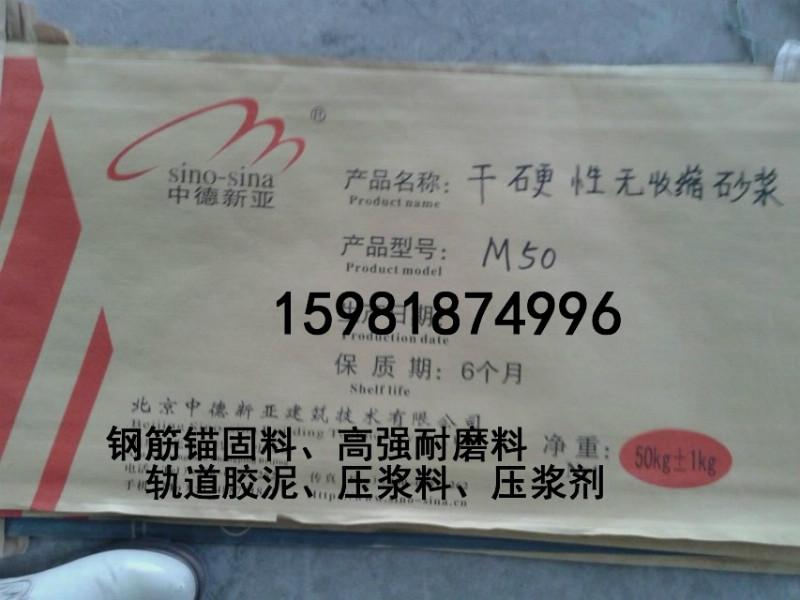 ®
sino-sina
中德新亚
产品名称：干硬性无收缩砂浆
Product name
产品型号：M50
Product model
15981874996
Production date
保质期：6个月
Shelf life
北京中德新亚建筑技术有限公司
钢筋锚固料、高强耐磨料
净重：50kg±1kg
轨道胶泥、压浆料、压浆剂